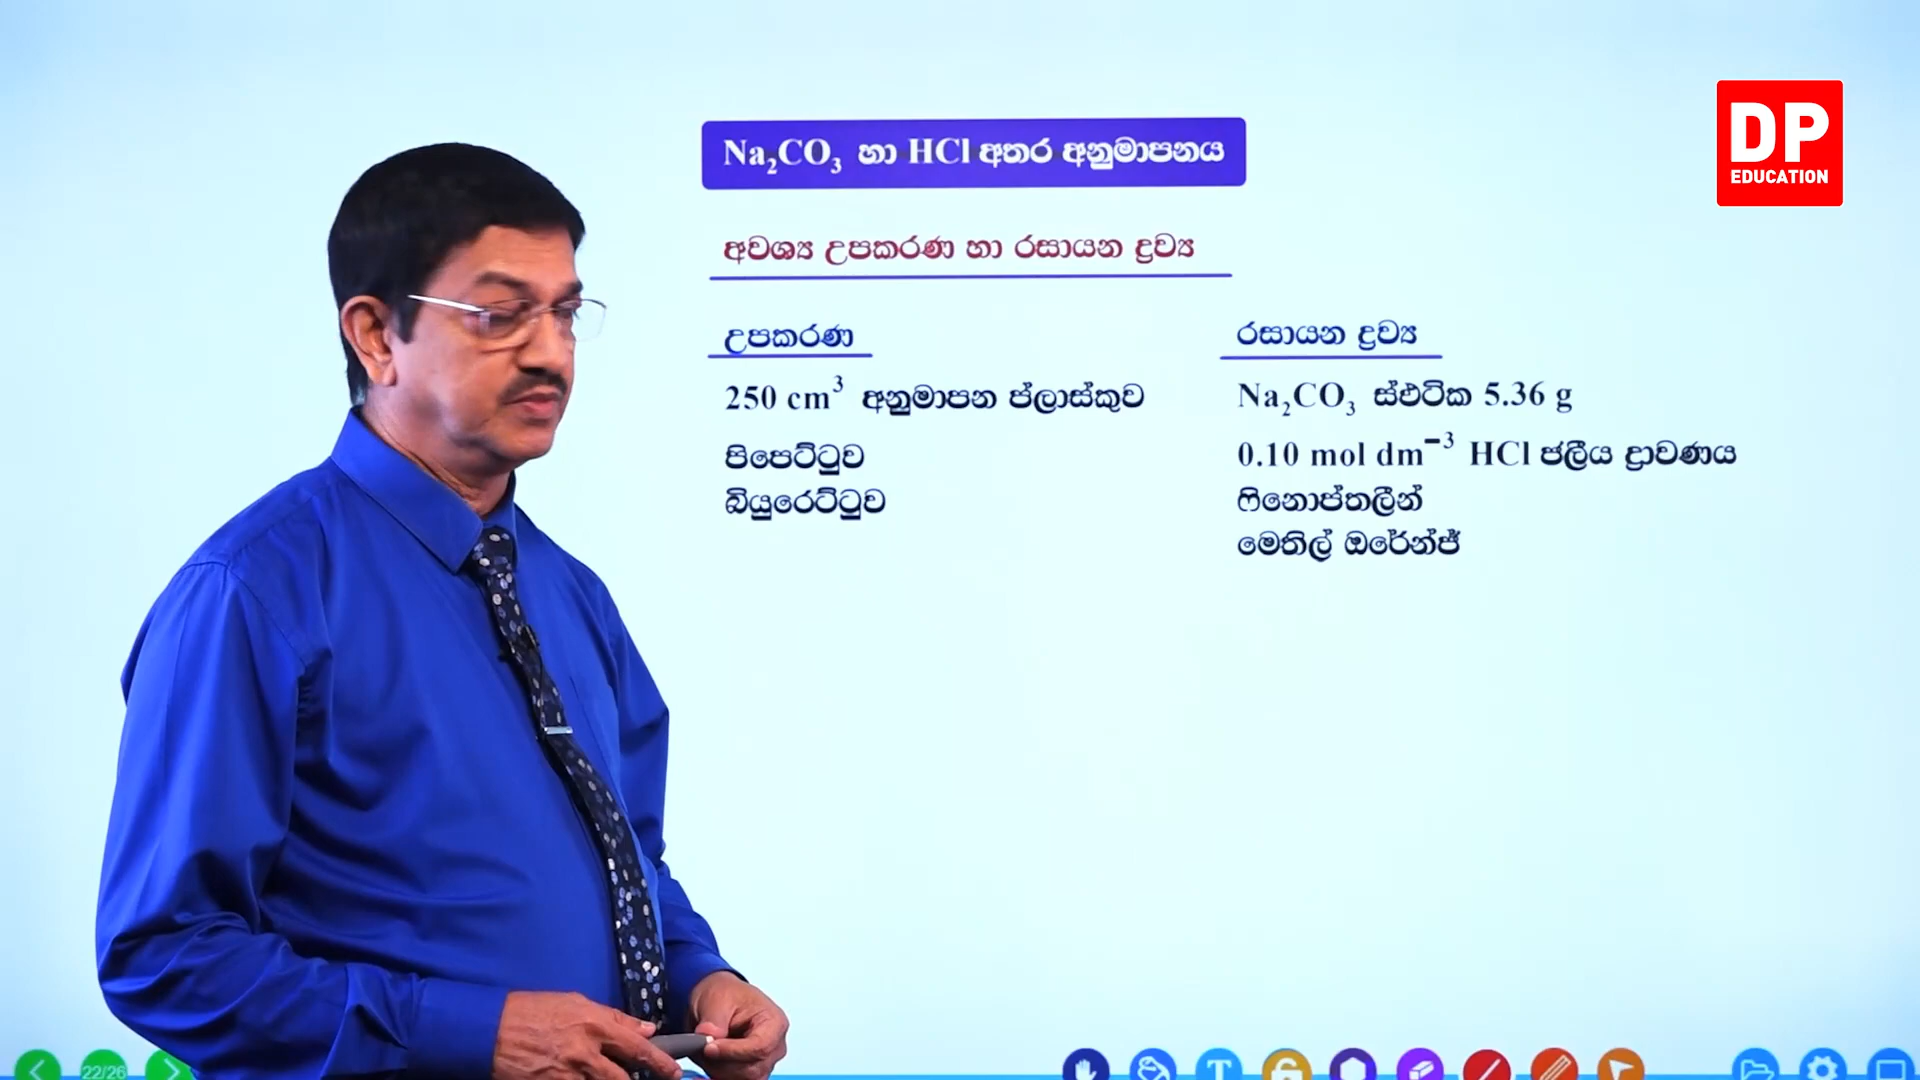 DP
EDUCATION
Na₂CO₃ හා HCl අතර අනුමාපනය
අවශ්‍ය උපකරණ හා රසායන ද්‍රව්‍ය
උපකරණ
250 cm³ අනුමාපන ප්ලාස්කුව
පිපෙට්ටුව
බියුරෙට්ටුව
රසායන ද්‍රව්‍ය
Na₂CO₃ ස්ඵටික 5.36 g
0.10 mol dm⁻³ HCl ජලීය ද්‍රාවණය
ෆිනොප්තලීන්
මෙතිල් ඔරේන්ජ්
22/26